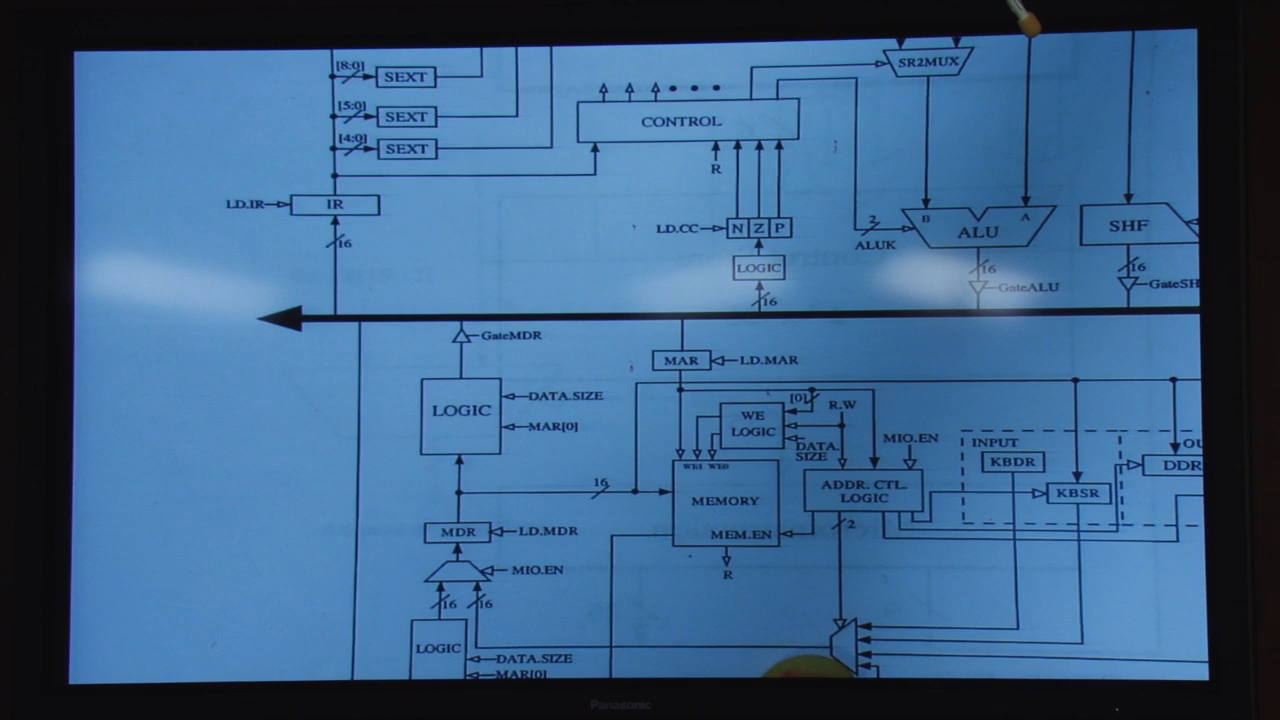 [8:0]
SEXT
[5:0]
SEXT
[4:0]
SEXT
SR2MUX
CONTROL
R
LD.IR
IR
16
LD.CC
N Z P
LOGIC
16
2
ALUK
B
A
ALU
16
GateALU
SHF
16
GateSH
GateMDR
LOGIC
DATA.SIZE
MAR[0]
MAR
LD.MAR
[0]
R.W
WE
LOGIC
DATA.
SIZE
MIO.EN
WE1 WE0
MEMORY
MEM.EN
R
ADDR. CTL.
LOGIC
2
INPUT
KBDR
KBSR
OU
DDR
16
MDR
LD.MDR
MIO.EN
16
16
LOGIC
DATA.SIZE
MAR[0]
Panasonic